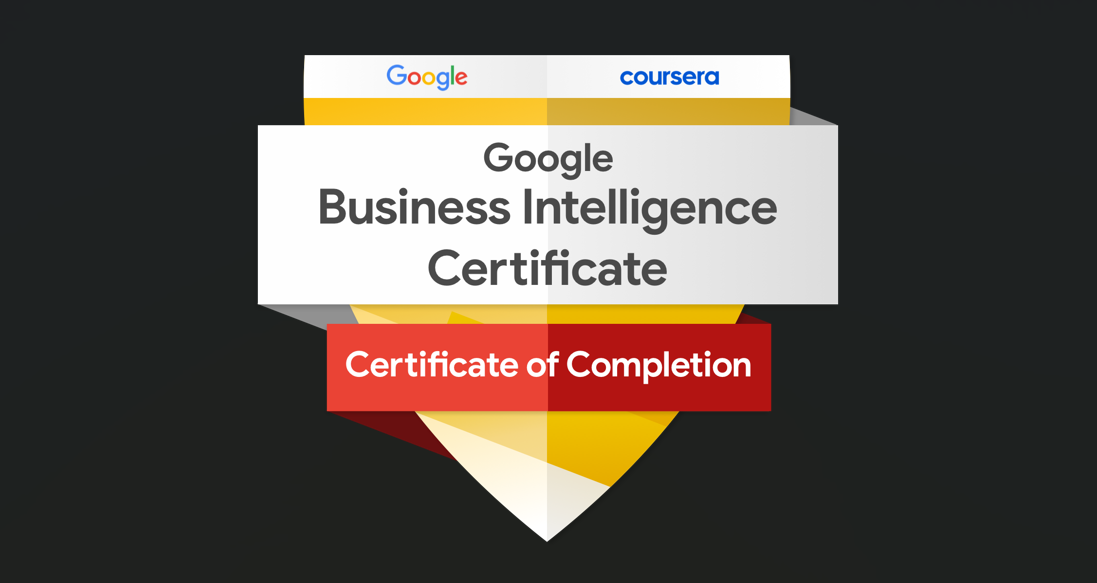 Google coursera
Google
Business Intelligence
Certificate
Certificate of Completion